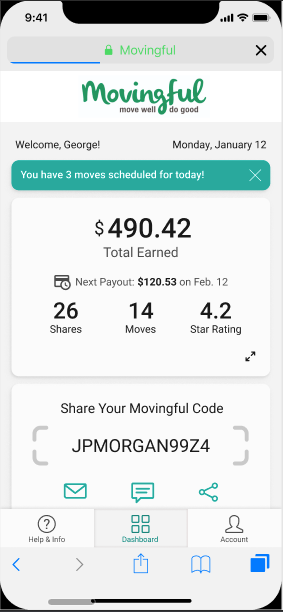 9:41
Movingful
Movingful
move well do good
Welcome, George!
Monday, January 12
You have 3 moves scheduled for today!
$490.42
Total Earned
Next Payout: $120.53 on Feb. 12
26 14 4.2
Shares Moves Star Rating
Share Your Movingful Code
JPMORGAN99Z4
Help & Info Dashboard Account